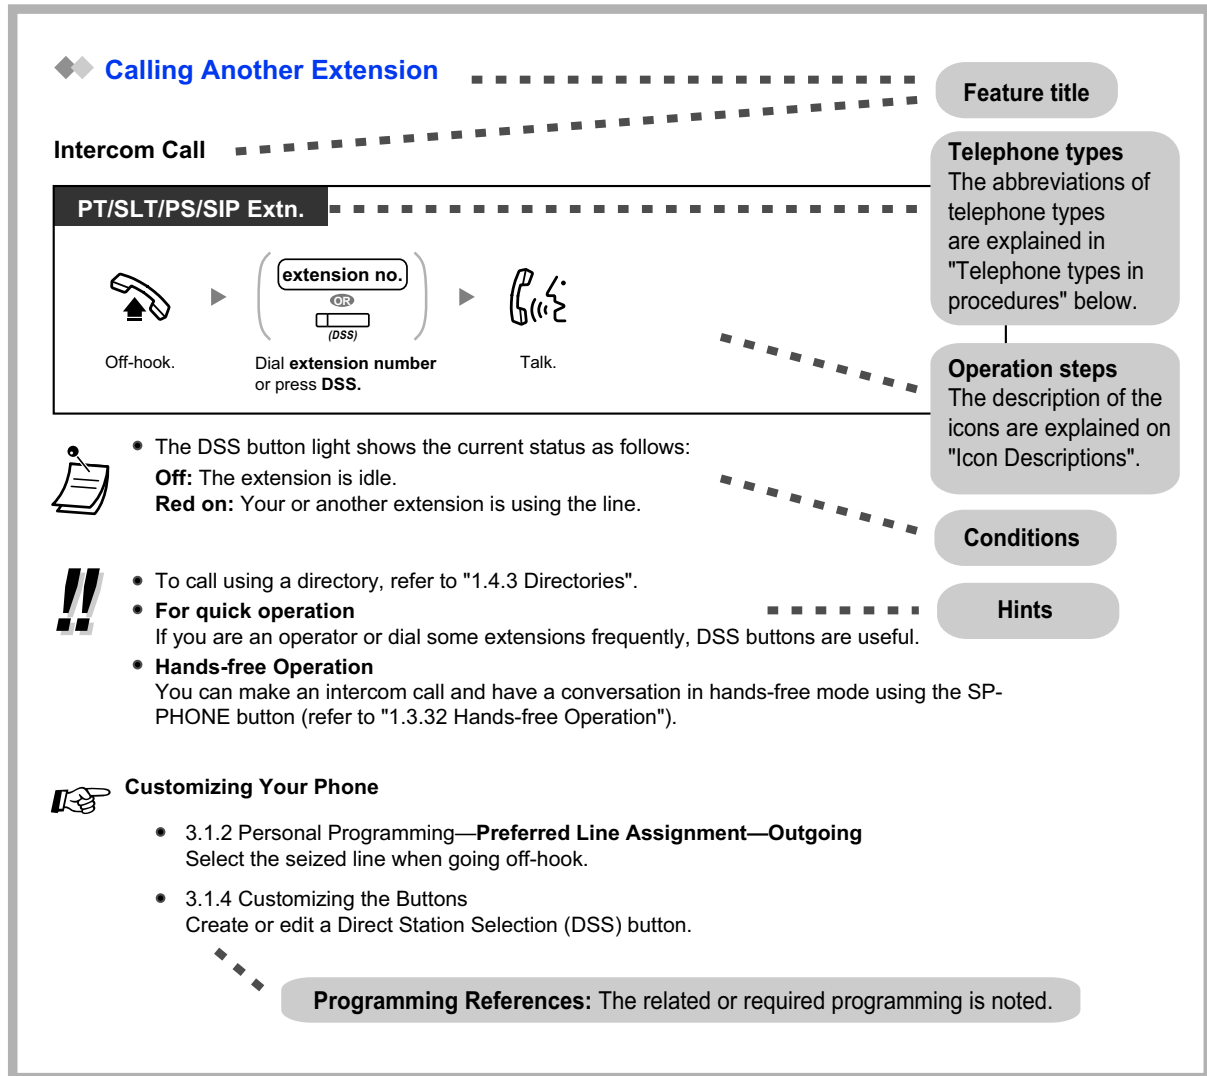 Calling Another Extension
Feature title
Intercom Call
Telephone types
The abbreviations of
telephone types
are explained in
"Telephone types in
procedures" below.
PT/SLT/PS/SIP Extn.
extension no.
OR
(DSS)
Off-hook.
Dial extension number
or press DSS.
Talk.
Operation steps
The description of the
icons are explained on
"Icon Descriptions".
• The DSS button light shows the current status as follows:
Off: The extension is idle.
Red on: Your or another extension is using the line.
Conditions
!!
• To call using a directory, refer to "1.4.3 Directories".
• For quick operation
If you are an operator or dial some extensions frequently, DSS buttons are useful.
Hints
• Hands-free Operation
You can make an intercom call and have a conversation in hands-free mode using the SP-
PHONE button (refer to "1.3.32 Hands-free Operation").
Customizing Your Phone
• 3.1.2 Personal Programming—Preferred Line Assignment—Outgoing
Select the seized line when going off-hook.
• 3.1.4 Customizing the Buttons
Create or edit a Direct Station Selection (DSS) button.
Programming References: The related or required programming is noted.